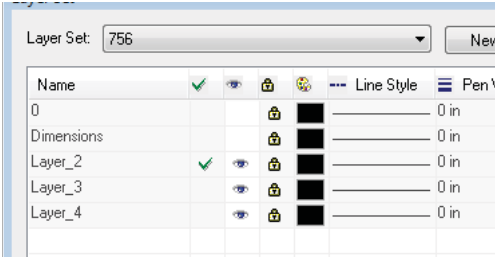 Layer Set: 756 New
Name Line Style Pen
0 0 in
Dimensions 0 in
Layer_2 0 in
Layer_3 0 in
Layer_4 0 in